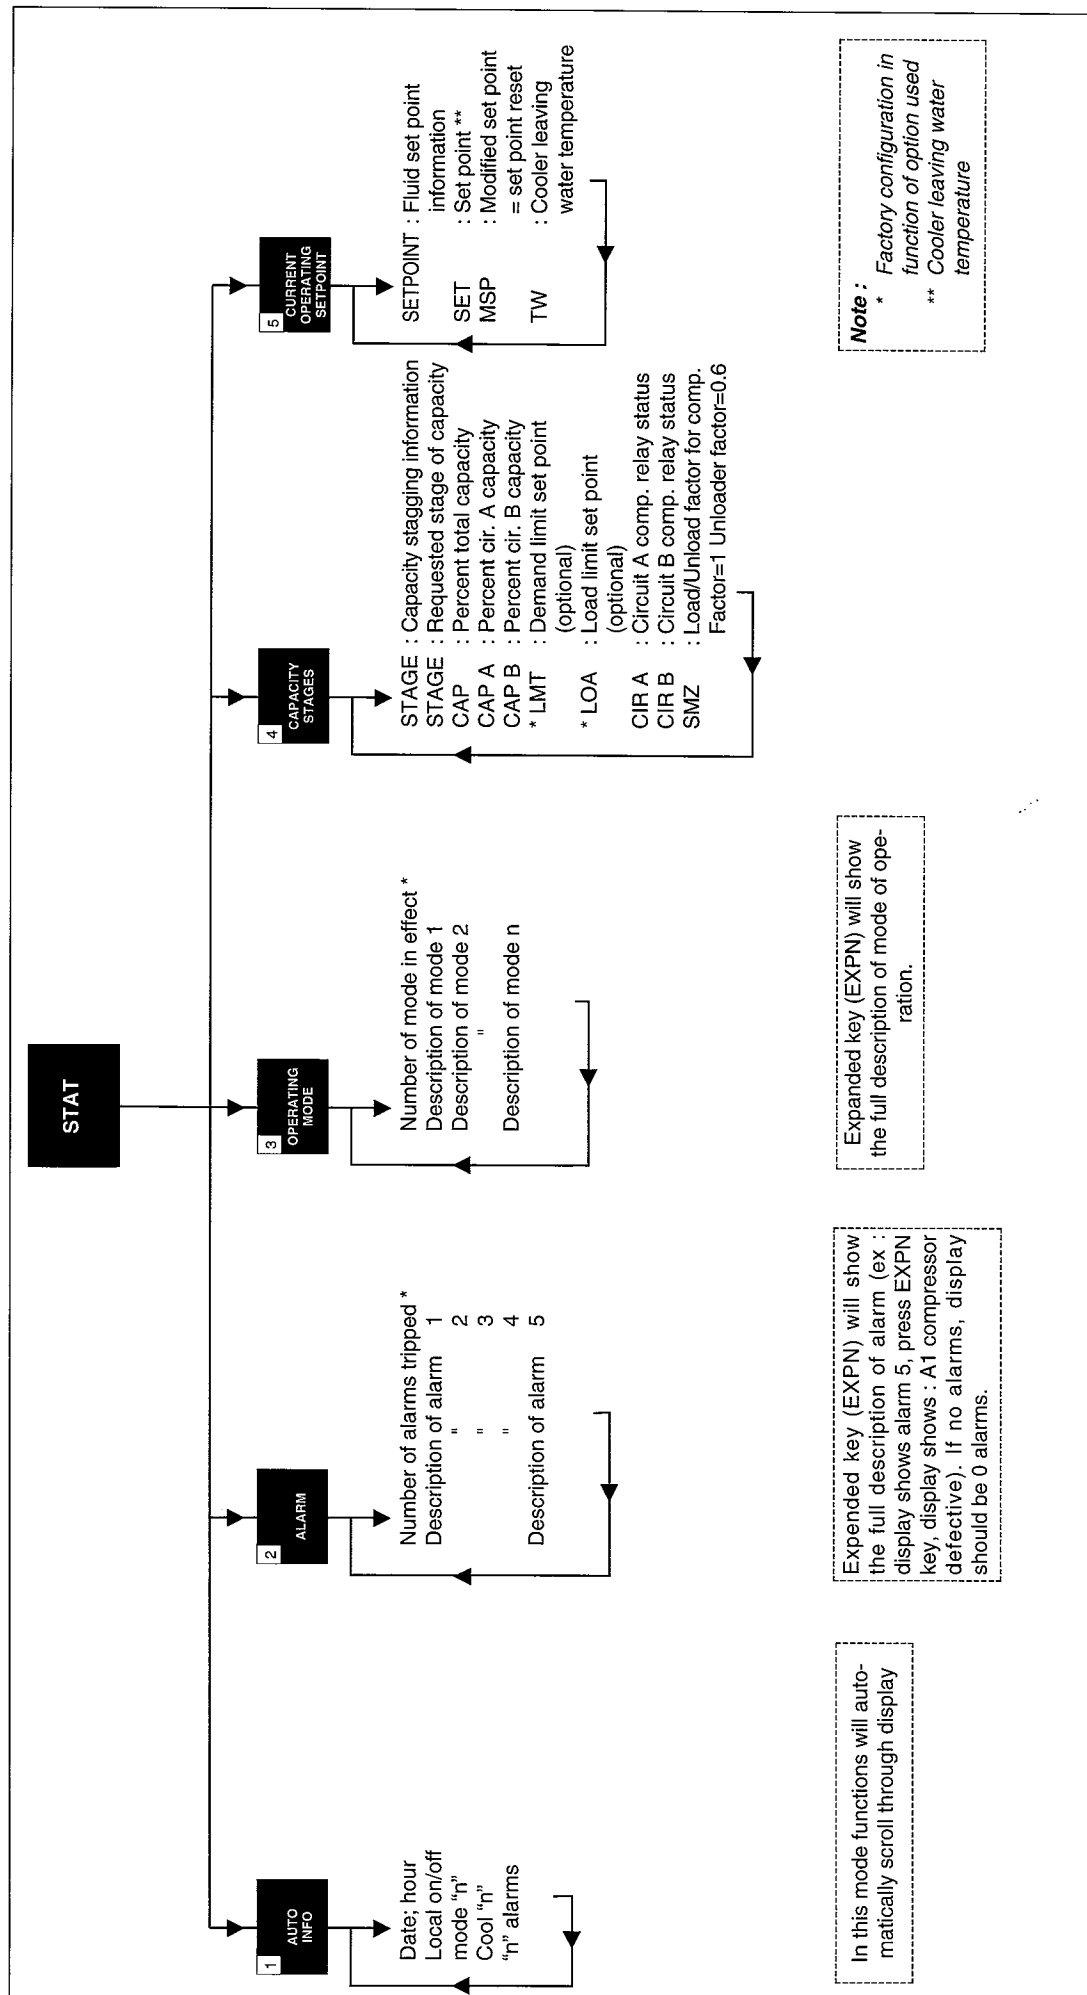 STAT
1
AUTO
INFO
Date; hour
Local on/off
mode “n”
Cool “n”
“n” alarms
In this mode functions will auto-
matically scroll through display
2
ALARM
Number of alarms tripped *
Description of alarm 1
" 2
" 3
" 4
Description of alarm 5
Expended key (EXPN) will show
the full description of alarm (ex :
display shows alarm 5, press EXPN
key, display shows : A1 compressor
defective). If no alarms, display
should be 0 alarms.
3
OPERATING
MODE
Number of mode in effect *
Description of mode 1
Description of mode 2
"
Description of mode n
Expanded key (EXPN) will show
the full description of mode of ope-
ration.
4
CAPACITY
STAGES
STAGE : Capacity stagging information
STAGE : Requested stage of capacity
CAP : Percent total capacity
CAP A : Percent cir. A capacity
CAP B : Percent cir. B capacity
* LMT : Demand limit set point
(optional)
* LOA : Load limit set point
(optional)
CIR A : Circuit A comp. relay status
CIR B : Circuit B comp. relay status
SMZ : Load/Unload factor for comp.
Factor=1 Unloader factor=0.6
5
CURRENT
OPERATING
SETPOINT
SETPOINT : Fluid set point
information
SET : Set point **
MSP : Modified set point
= set point reset
TW : Cooler leaving
water temperature
Note :
* Factory configuration in
function of option used
** Cooler leaving water
temperature